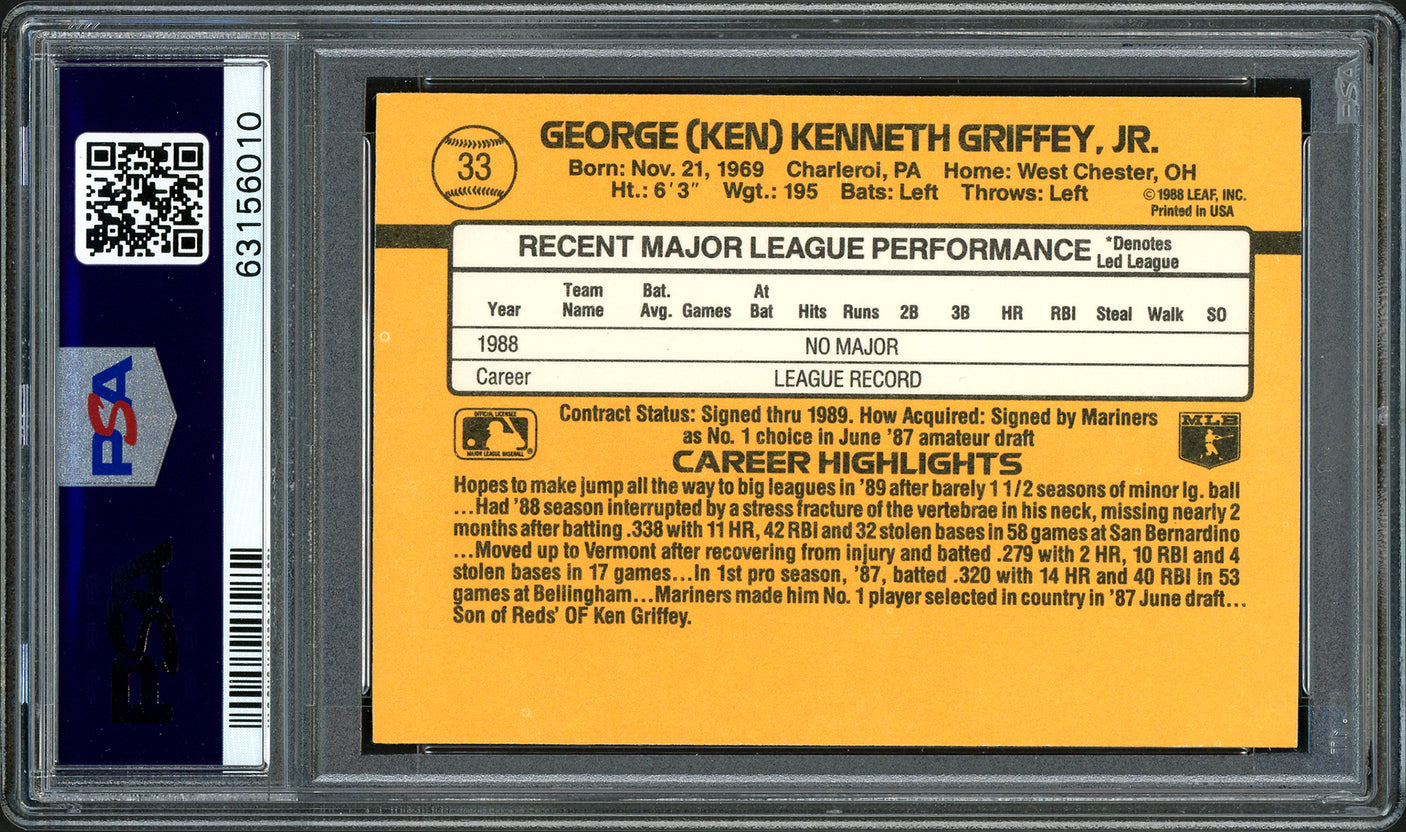 63156010
PSA
PSA
PSA
33
GEORGE (KEN) KENNETH GRIFFEY, JR.
Born: Nov. 21, 1969 Charleroi, PA Home: West Chester, OH
Ht.: 6'3" Wgt.: 195 Bats: Left Throws: Left
© 1988 LEAF, INC.
Printed in USA
RECENT MAJOR LEAGUE PERFORMANCE
*Denotes
Led League
Year Team Name Bat. Avg. Games At Bat Hits Runs 2B 3B HR RBI Steal Walk SO
1988 NO MAJOR
Career LEAGUE RECORD
OFFICIAL LICENSEE
MAJOR LEAGUE BASEBALL
®
Contract Status: Signed thru 1989. How Acquired: Signed by Mariners
as No. 1 choice in June '87 amateur draft
MLB
CAREER HIGHLIGHTS
Hopes to make jump all the way to big leagues in '89 after barely 1 1/2 seasons of minor lg. ball
...Had '88 season interrupted by a stress fracture of the vertebrae in his neck, missing nearly 2
months after batting .338 with 11 HR, 42 RBI and 32 stolen bases in 58 games at San Bernardino
...Moved up to Vermont after recovering from injury and batted .279 with 2 HR, 10 RBI and 4
stolen bases in 17 games...In 1st pro season, '87, batted .320 with 14 HR and 40 RBI in 53
games at Bellingham...Mariners made him No. 1 player selected in country in '87 June draft...
Son of Reds' OF Ken Griffey.